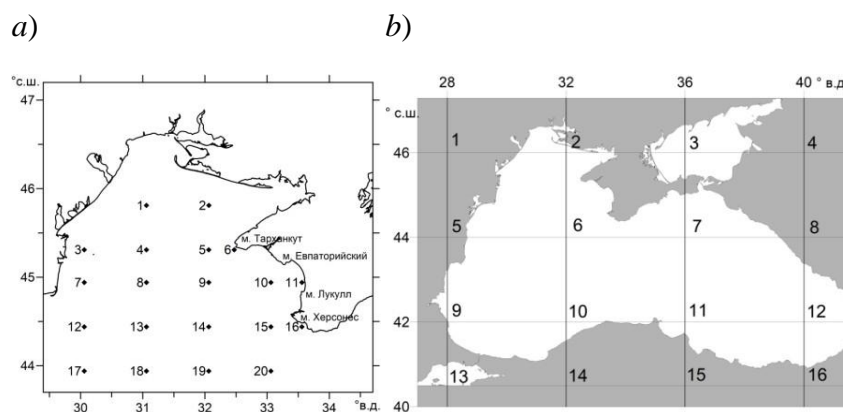 a) b)
°с.ш.
47
46
45
44
30 31 32 33 34
°в.д.
1 2
3 4 5 6
м. Тарханкут
м. Евпаторийский
7 8 9 10 11
м. Лукулл
м. Херсонес
12 13 14 15 16
17 18 19 20
28 32 36 40 ° в.д.
° с.ш.
46
44
42
40
1 2 3 4
5 6 7 8
9 10 11 12
13 14 15 16